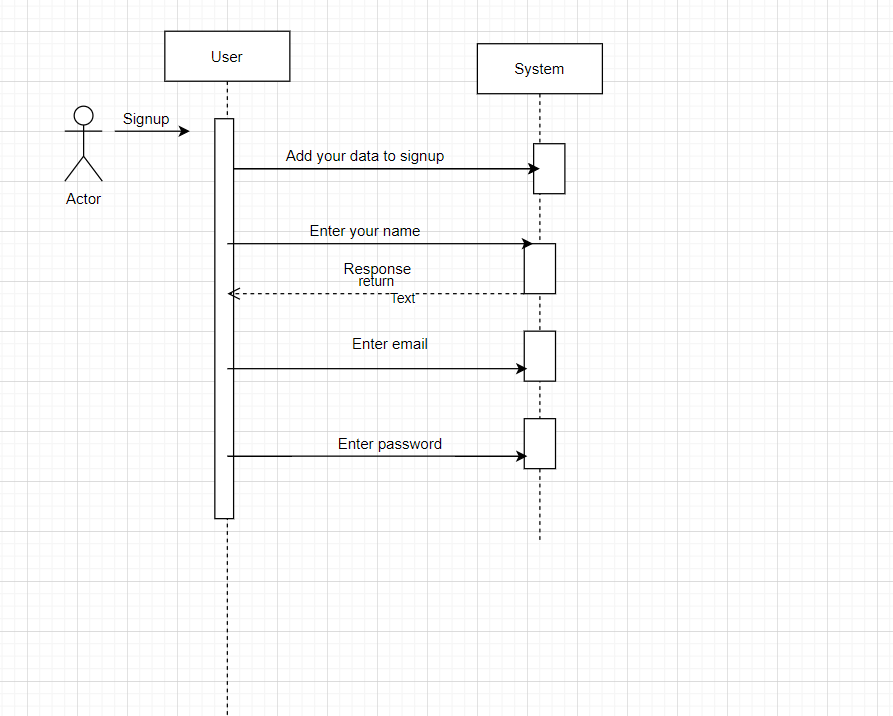 User
System
Signup
Actor
Add your data to signup
Enter your name
Response
return
Text
Enter email
Enter password